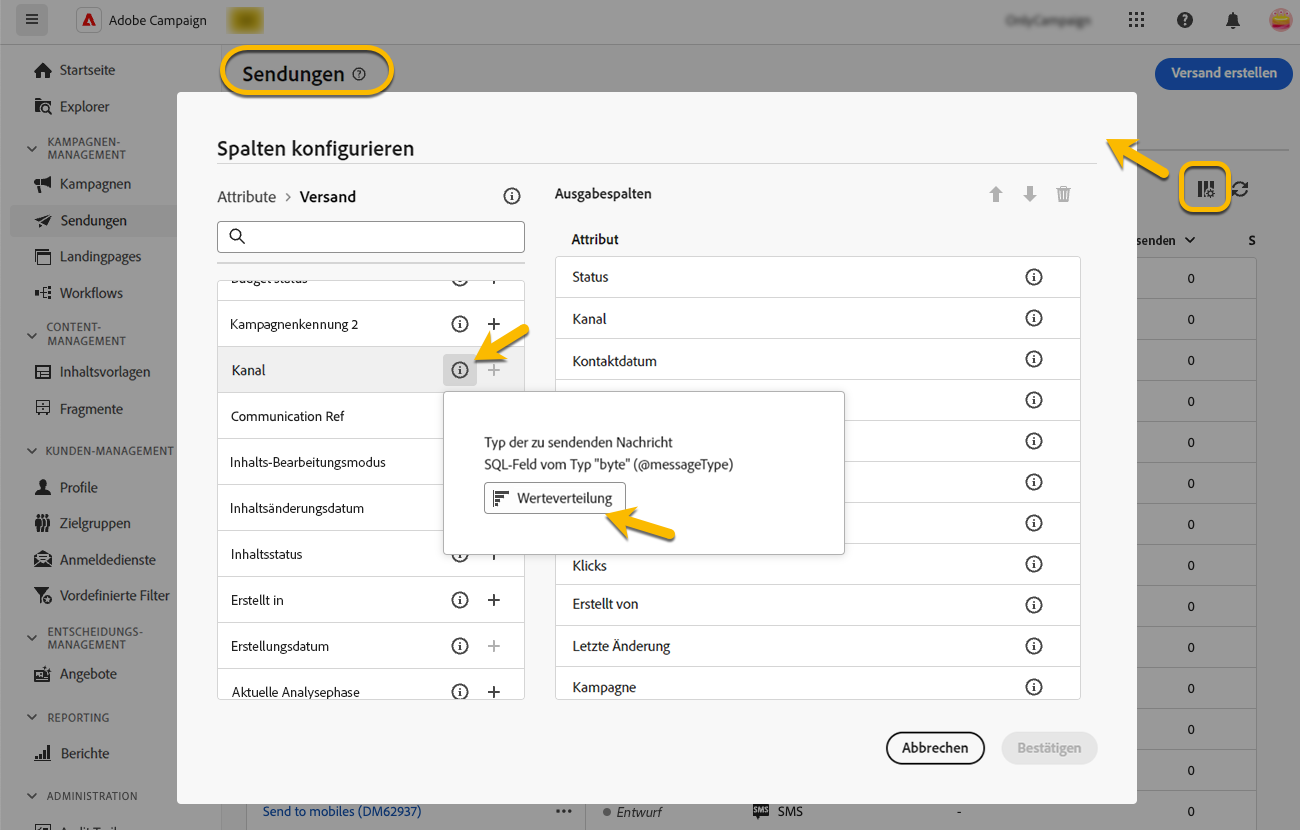 Adobe Campaign
Startseite
Explorer
KAMPAGNEN-
MANAGEMENT
Kampagnen
Sendungen
Landingpages
Workflows
CONTENT-
MANAGEMENT
Inhaltsvorlagen
Fragmente
KUNDEN-MANAGEMENT
Profile
Zielgruppen
Anmeldedienste
Vordefinierte Filter
ENTSCHEIDUNGS-
MANAGEMENT
Angebote
REPORTING
Berichte
ADMINISTRATION
Sendungen
Versand erstellen
Spalten konfigurieren
Attribute > Versand
Budget status
Kampagnenkennung 2
Kanal
Communication Ref
Inhalts-Bearbeitungsmodus
Inhaltsänderungsdatum
Inhaltsstatus
Erstellt in
Erstellungsdatum
Aktuelle Analysephase
Typ der zu sendenden Nachricht
SQL-Feld vom Typ "byte" (@messageType)
Werteverteilung
Ausgabespalten
Attribut
Status
Kanal
Kontaktdatum
Klicks
Erstellt von
Letzte Änderung
Kampagne
Abbrechen
Bestätigen
senden S
0
0
0
0
0
0
0
0
0
0
0
0
0
Send to mobiles (DM62937) ••• Entwurf SMS SMS - 0